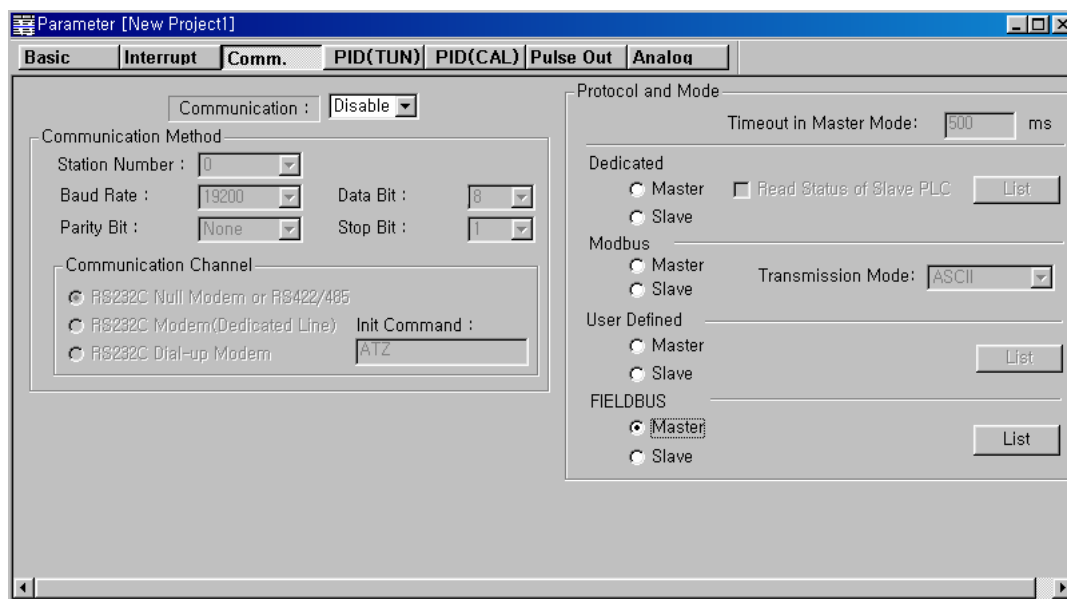 Parameter [New Project1]
Basic Interrupt Comm. PID(TUN) PID(CAL) Pulse Out Analog
Communication : Disable
Communication Method
Station Number : 0
Baud Rate : 19200 Data Bit : 8
Parity Bit : None Stop Bit : 1
Communication Channel
RS232C Null Modem or RS422/485
RS232C Modem(Dedicated Line) Init Command :
RS232C Dial-up Modem ATZ
Protocol and Mode
Timeout in Master Mode: 500 ms
Dedicated
Master Read Status of Slave PLC List
Slave
Modbus
Master
Slave Transmission Mode: ASCII
User Defined
Master
Slave List
FIELDBUS
Master
Slave List